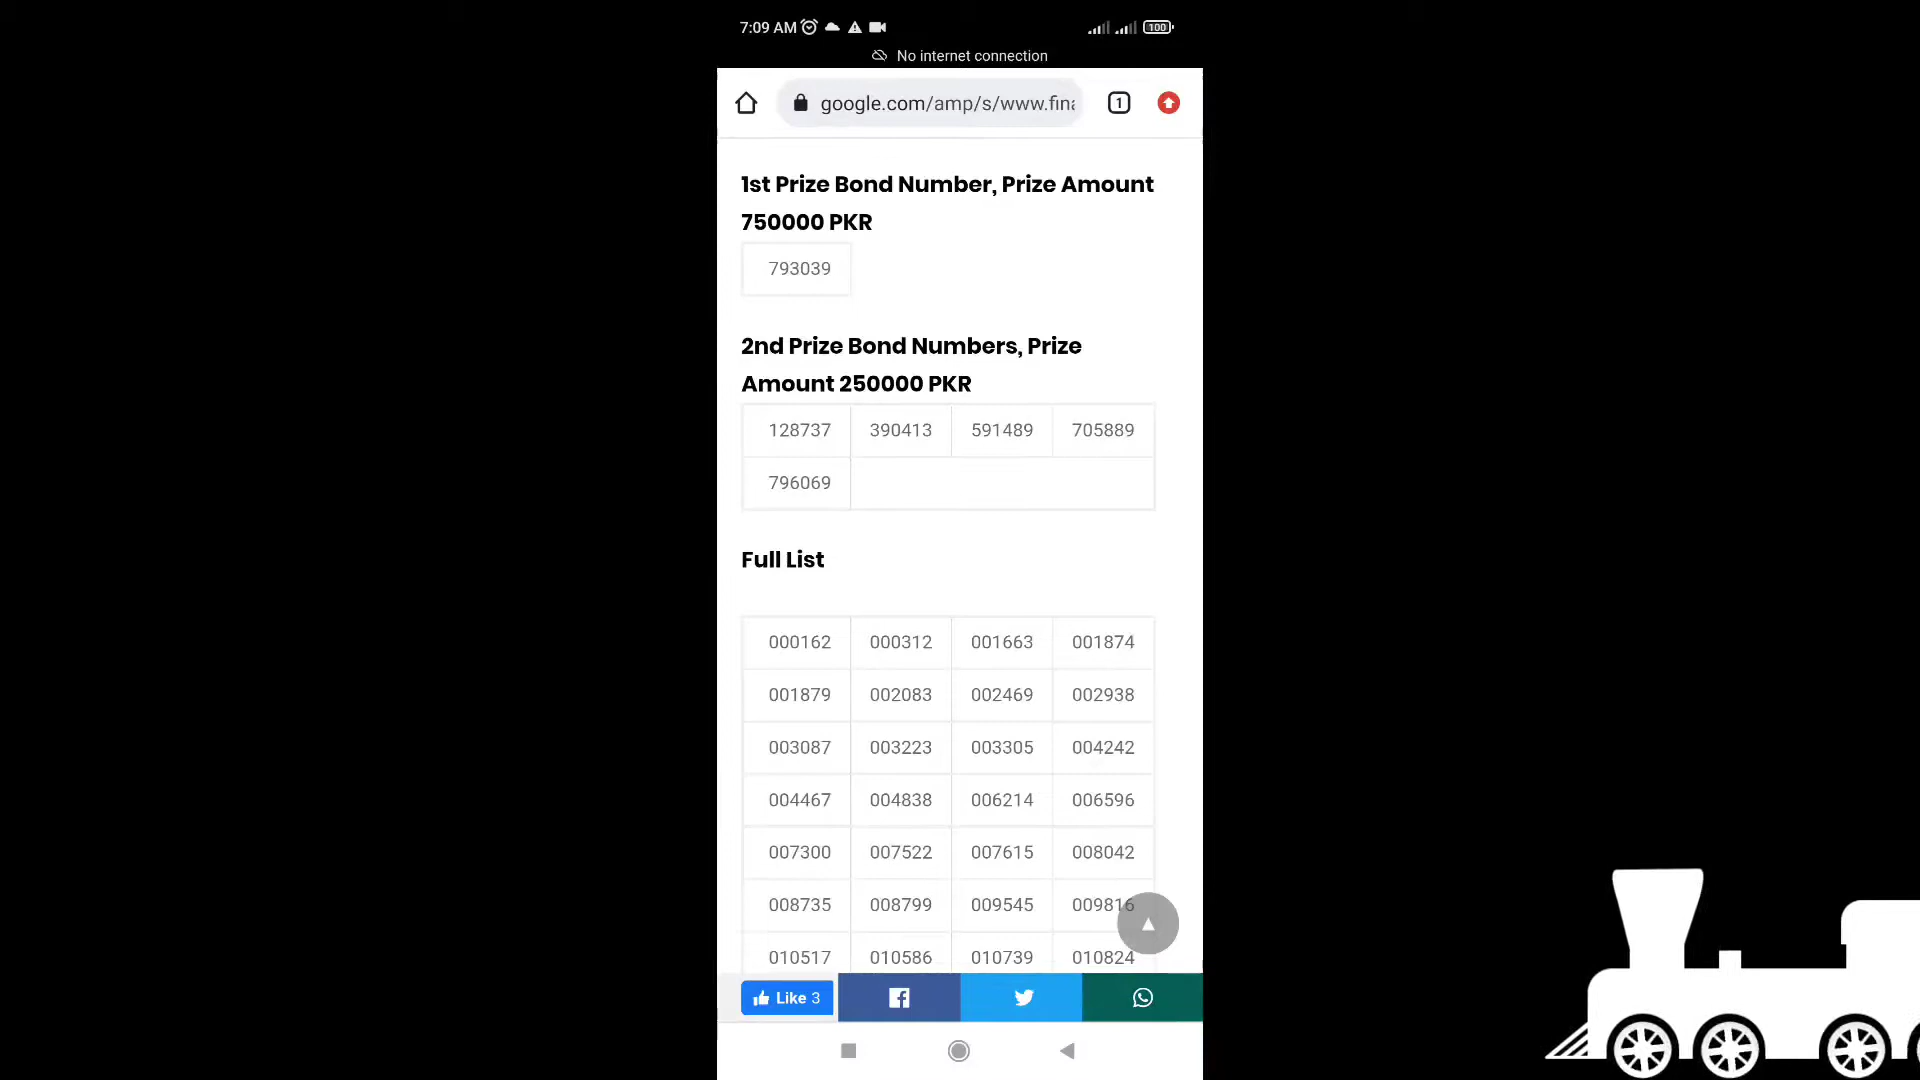 7:09 AM
100
No internet connection
google.com/amp/s/www.fina
1
1st Prize Bond Number, Prize Amount
750000 PKR
793039
2nd Prize Bond Numbers, Prize
Amount 250000 PKR
128737 390413 591489 705889
796069
Full List
000162 000312 001663 001874
001879 002083 002469 002938
003087 003223 003305 004242
004467 004838 006214 006596
007300 007522 007615 008042
008735 008799 009545 009816
010517 010586 010739 010824
Like 3